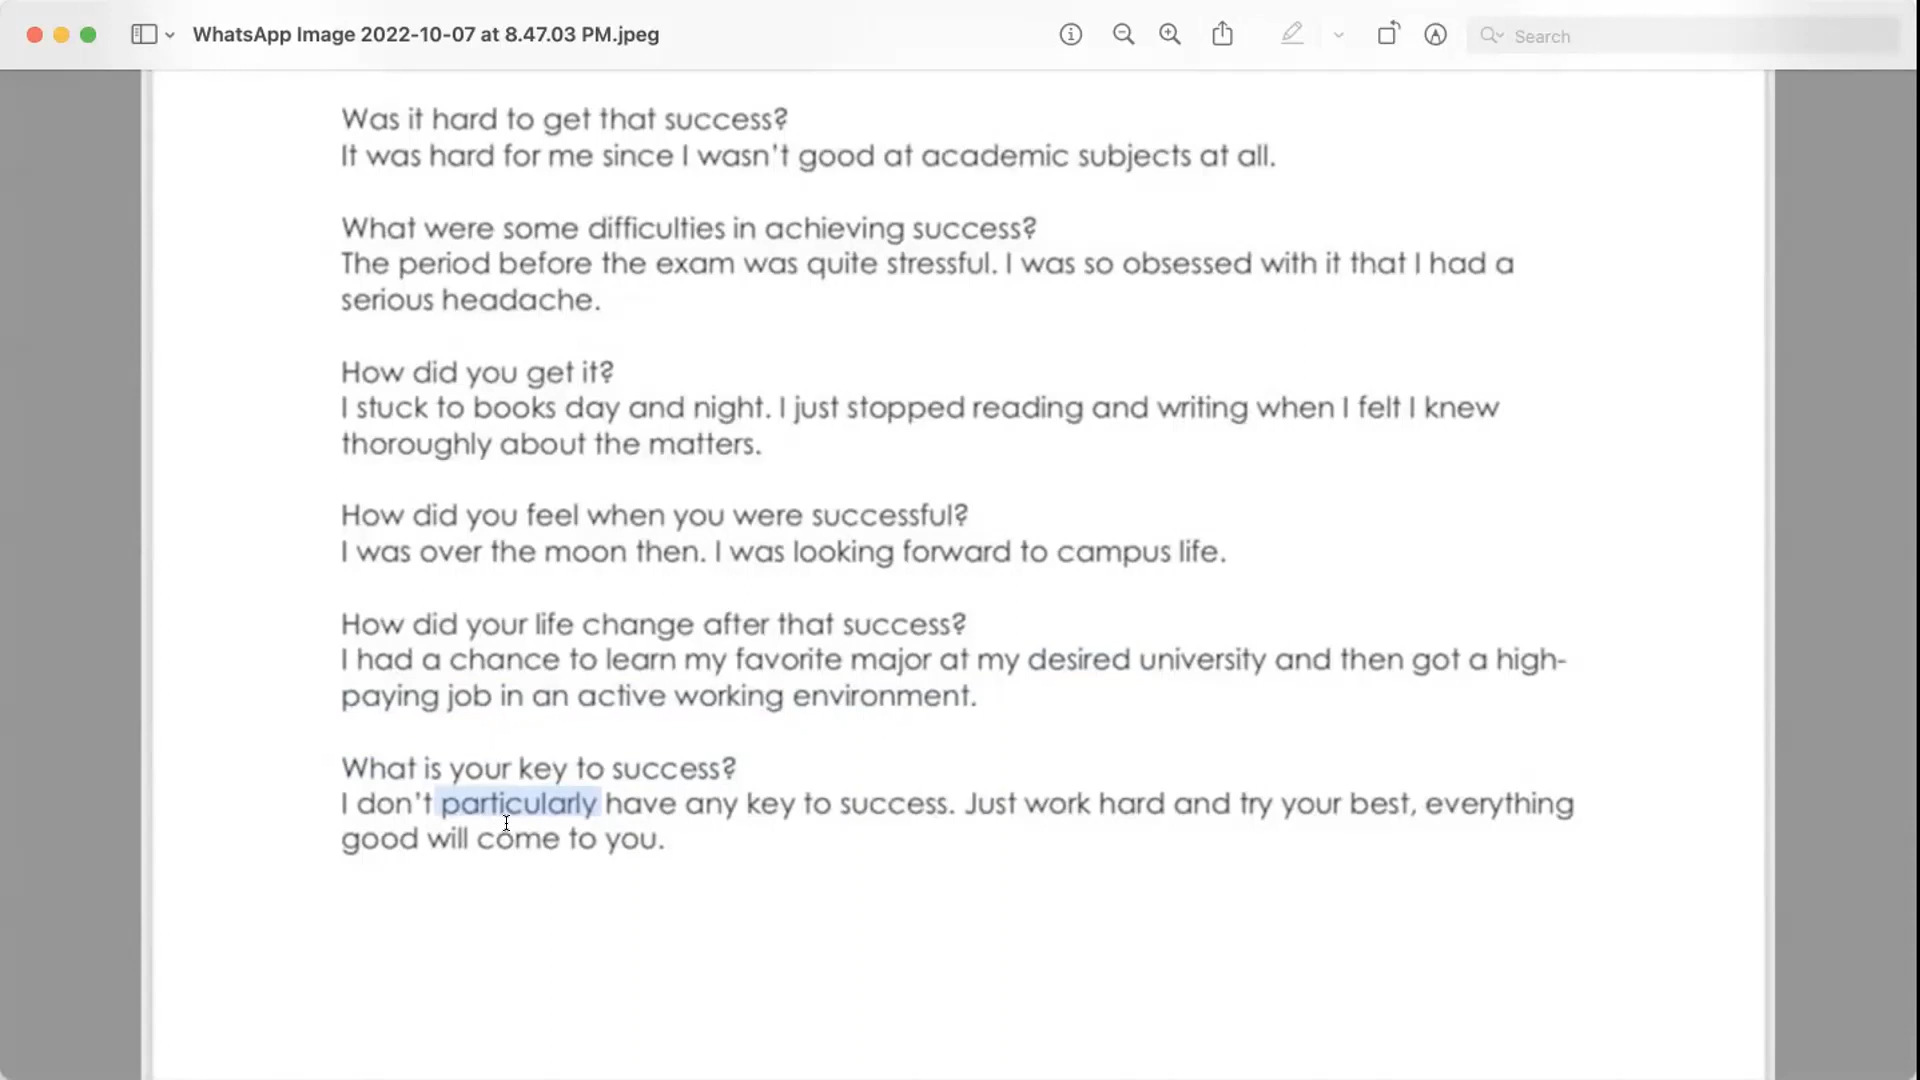 WhatsApp Image 2022-10-07 at 8.47.03 PM.jpeg
Search
Was it hard to get that success?
It was hard for me since I wasn't good at academic subjects at all.
What were some difficulties in achieving success?
The period before the exam was quite stressful. I was so obsessed with it that I had a
serious headache.
How did you get it?
I stuck to books day and night. I just stopped reading and writing when I felt I knew
thoroughly about the matters.
How did you feel when you were successful?
I was over the moon then. I was looking forward to campus life.
How did your life change after that success?
I had a chance to learn my favorite major at my desired university and then got a high-
paying job in an active working environment.
What is your key to success?
I don't particularly have any key to success. Just work hard and try your best, everything
good will come to you.